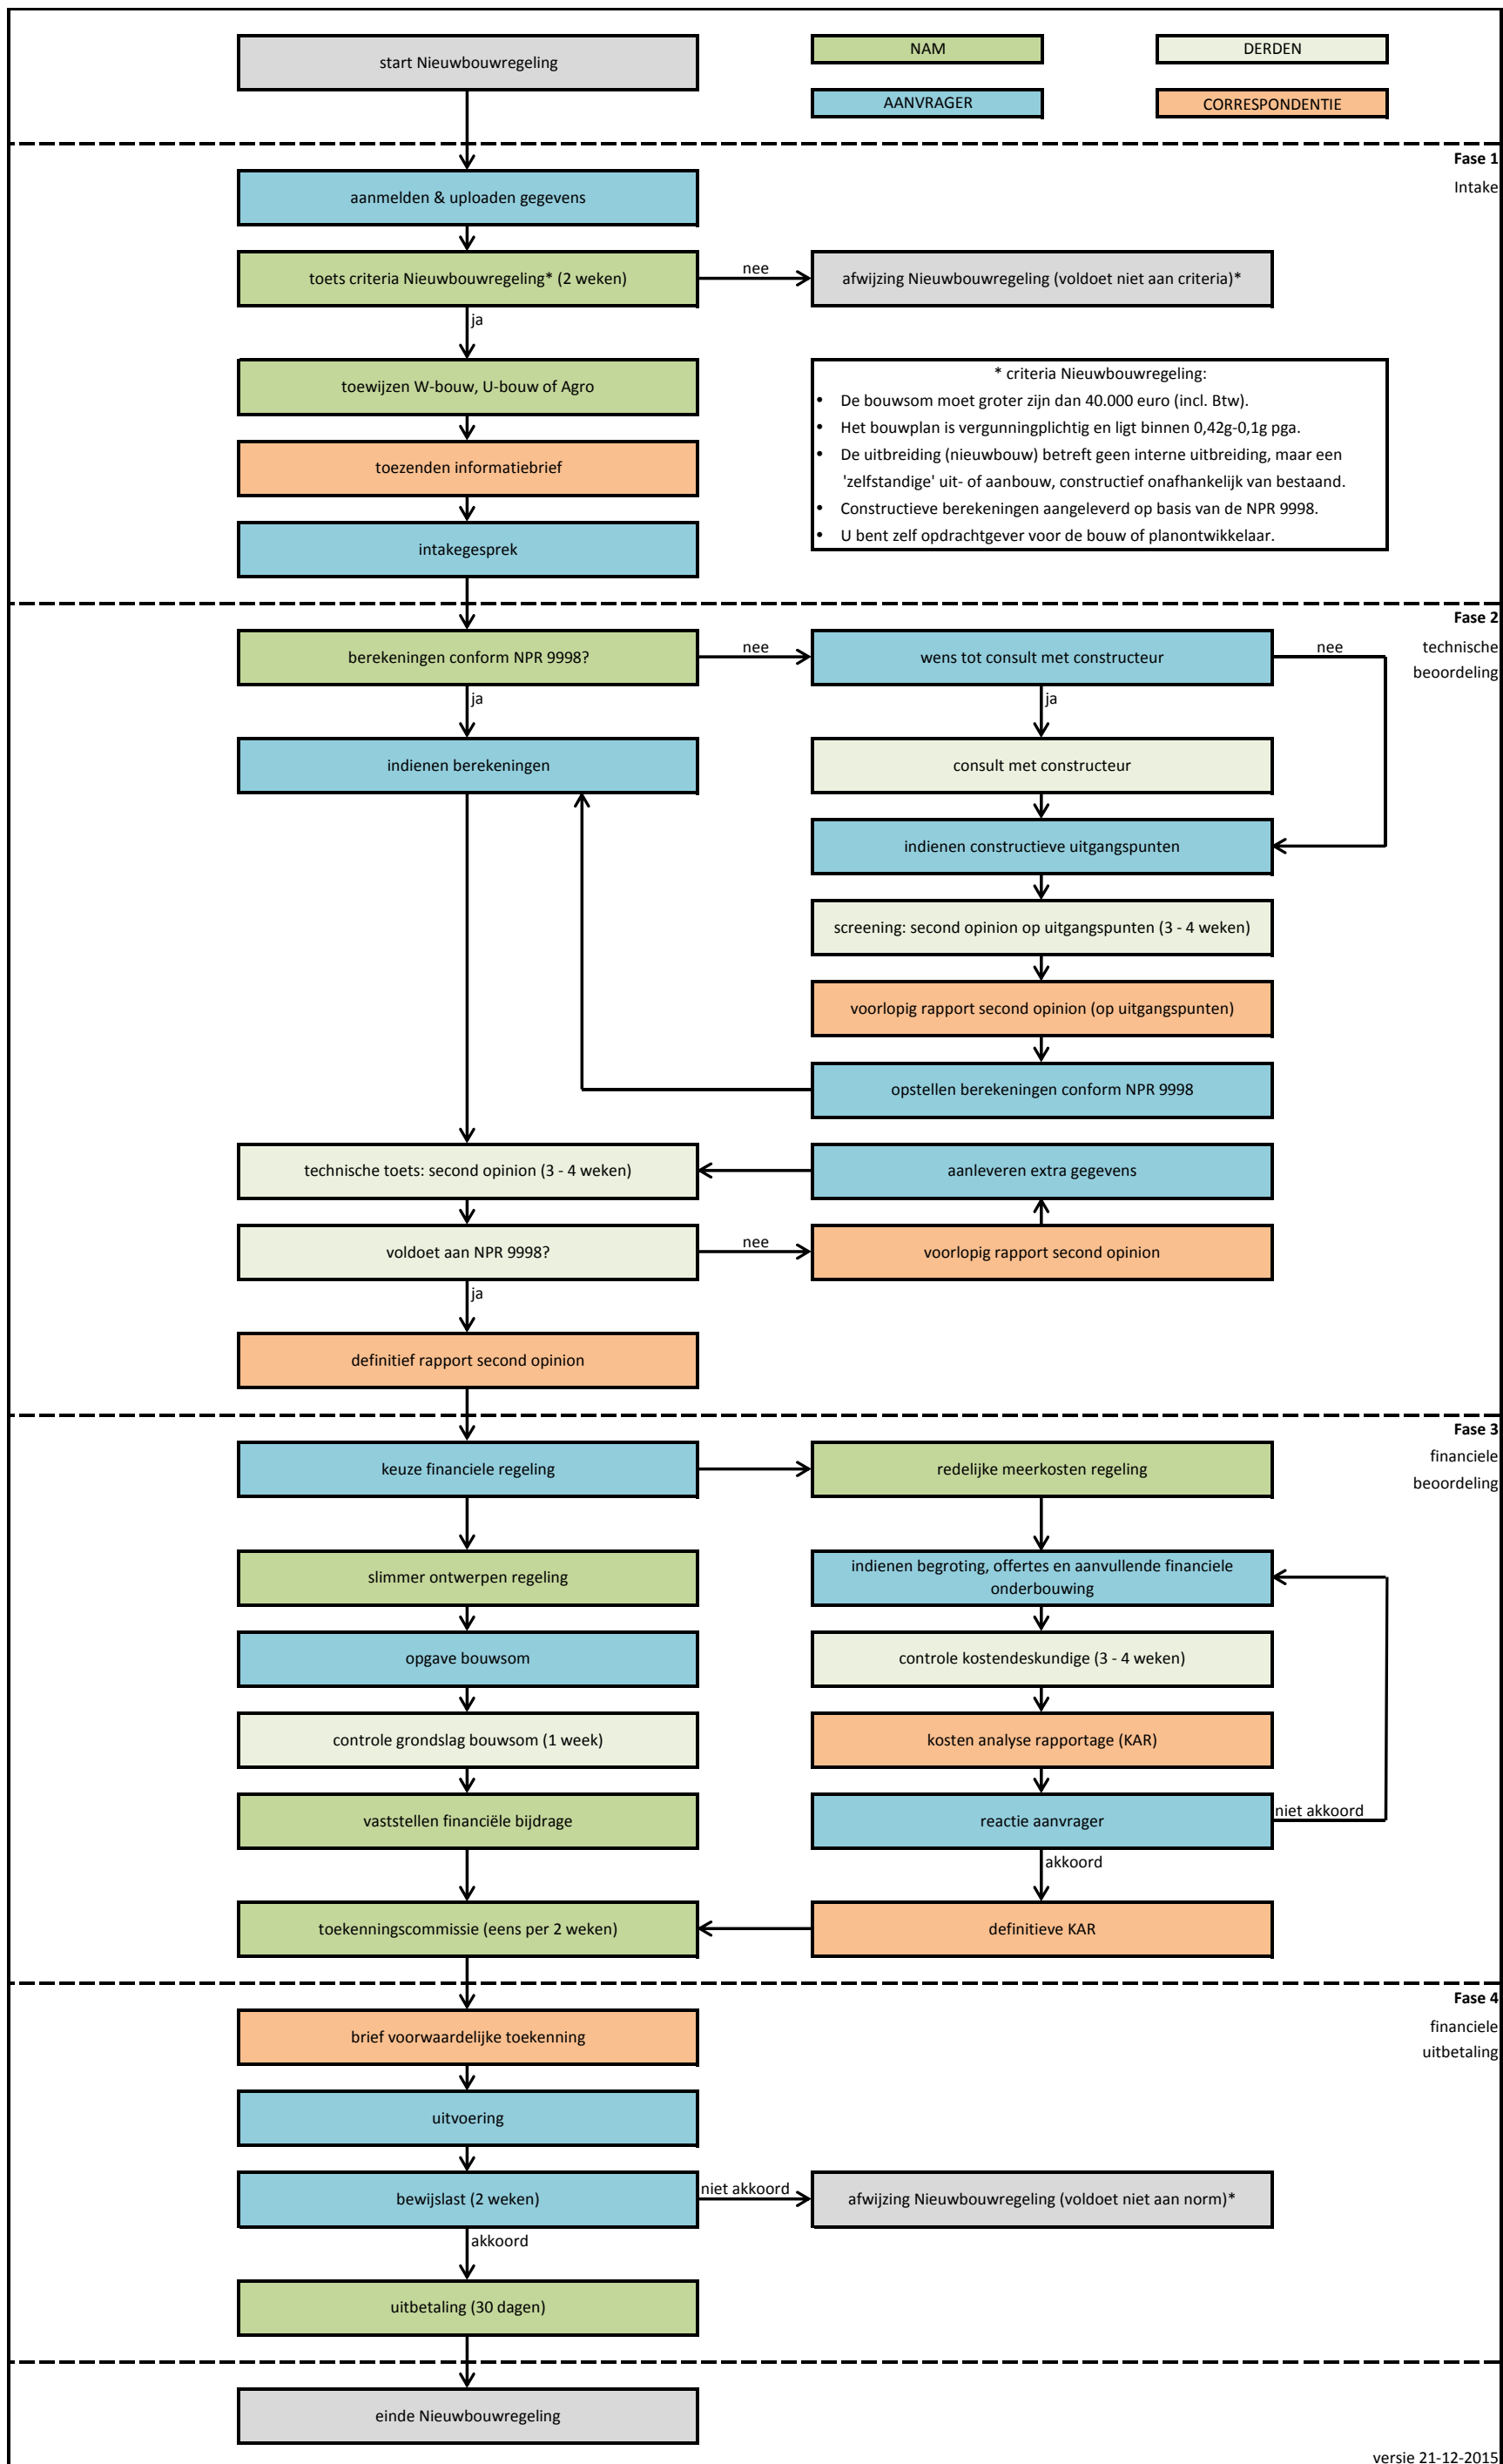 start Nieuwbouwregeling
NAM
DERDEN
AANVRAGER
CORRESPONDENTIE
Fase 1
Intake
aanmelden & uploaden gegevens
toets criteria Nieuwbouwregeling* (2 weken)
nee
afwijzing Nieuwbouwregeling (voldoet niet aan criteria)*
ja
toewijzen W-bouw, U-bouw of Agro
toezenden informatiebrief
intakegesprek
* criteria Nieuwbouwregeling:
• De bouwsom moet groter zijn dan 40.000 euro (incl. Btw).
• Het bouwplan is vergunningplichtig en ligt binnen 0,42g-0,1g pga.
• De uitbreiding (nieuwbouw) betreft geen interne uitbreiding, maar een
'zelfstandige' uit- of aanbouw, constructief onafhankelijk van bestaand.
• Constructieve berekeningen aangeleverd op basis van de NPR 9998.
• U bent zelf opdrachtgever voor de bouw of planontwikkelaar.
Fase 2
technische
beoordeling
berekeningen conform NPR 9998?
nee
wens tot consult met constructeur
nee
ja
ja
indienen berekeningen
consult met constructeur
indienen constructieve uitgangspunten
screening: second opinion op uitgangspunten (3 - 4 weken)
voorlopig rapport second opinion (op uitgangspunten)
opstellen berekeningen conform NPR 9998
technische toets: second opinion (3 - 4 weken)
aanleveren extra gegevens
voldoet aan NPR 9998?
nee
voorlopig rapport second opinion
ja
definitief rapport second opinion
Fase 3
financiele
beoordeling
keuze financiele regeling
redelijke meerkosten regeling
slimmer ontwerpen regeling
indienen begroting, offertes en aanvullende financiele
onderbouwing
opgave bouwsom
controle kostendeskundige (3 - 4 weken)
controle grondslag bouwsom (1 week)
kosten analyse rapportage (KAR)
vaststellen financiële bijdrage
reactie aanvrager
niet akkoord
akkoord
toekenningscommissie (eens per 2 weken)
definitieve KAR
Fase 4
financiele
uitbetaling
brief voorwaardelijke toekenning
uitvoering
bewijslast (2 weken)
niet akkoord
afwijzing Nieuwbouwregeling (voldoet niet aan norm)*
akkoord
uitbetaling (30 dagen)
einde Nieuwbouwregeling
versie 21-12-2015